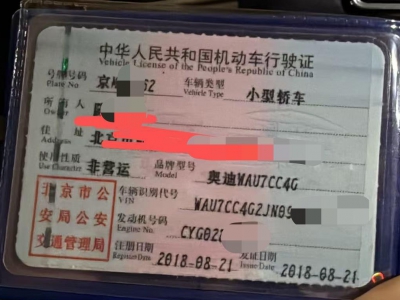 中华人民共和国机动车行驶证
Vehicle License of the People's Republic of China
号牌号码 京 62 车辆类型 小型轿车
Plate No. Vehicle Type
所有人
Owner
住 址 北京市
Address
使用性质 非营运 品牌型号 奥迪WAU7CC4G
Use Character Model
北京市公 车辆识别代号 WAU7CC4G2JN09
VIN
安局公安 发动机号码 CYG02
Engine No.
交通管理局 注册日期 2018-08-21 发证日期 2018-08-21
Register Date Issue Date